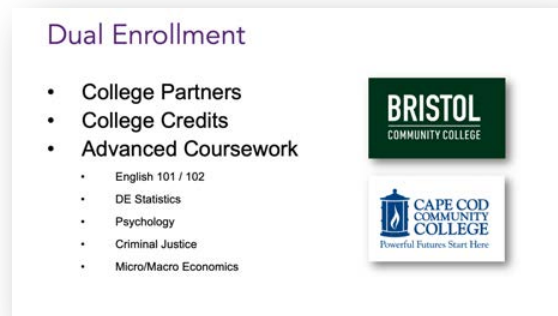 Dual Enrollment
College Partners
College Credits
Advanced Coursework
English 101 / 102
DE Statistics
Psychology
Criminal Justice
Micro/Macro Economics
BRISTOL
COMMUNITY COLLEGE
CAPE COD
COMMUNITY
COLLEGE
Powerful Futures Start Here